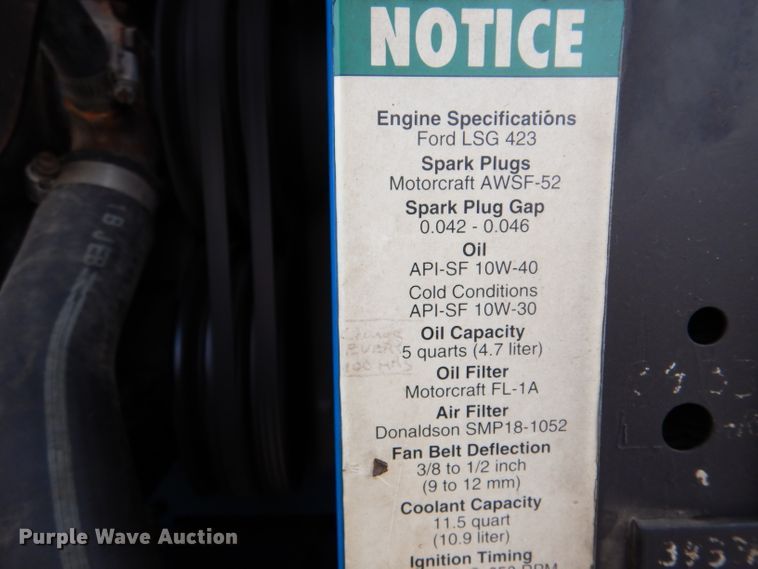 NOTICE
Engine Specifications
Ford LSG 423
Spark Plugs
Motorcraft AWSF-52
Spark Plug Gap
0.042 - 0.046
Oil
API-SF 10W-40
Cold Conditions
API-SF 10W-30
Oil Capacity
5 quarts (4.7 liter)
Oil Filter
Motorcraft FL-1A
Air Filter
Donaldson SMP18-1052
Fan Belt Deflection
3/8 to 1/2 inch
(9 to 12 mm)
Coolant Capacity
11.5 quart
(10.9 liter)
Ignition Timing
Purple Wave Auction